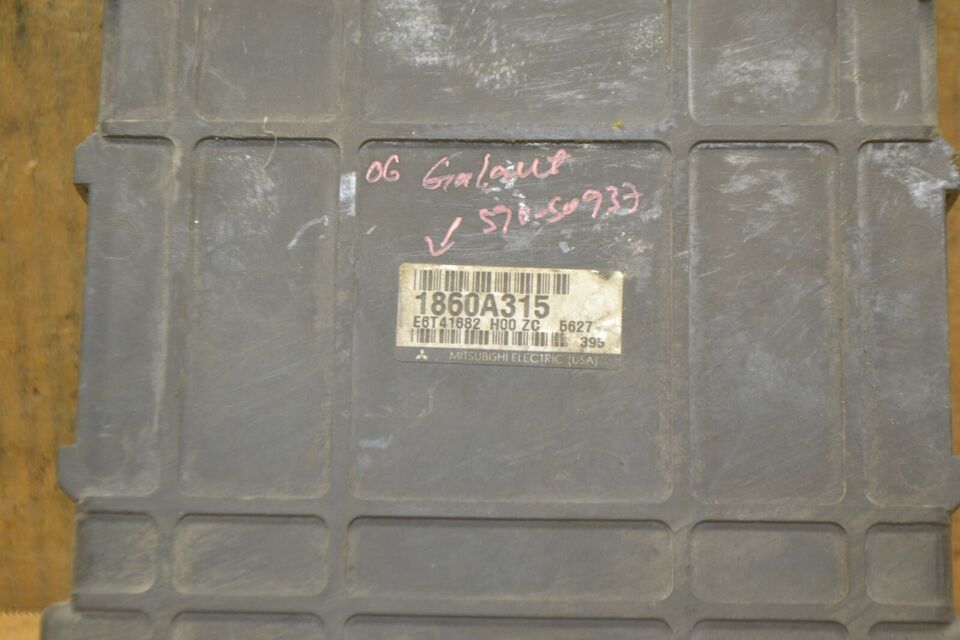 06 Galant
570-50937
1860A315
E6T41682 H00 ZC 5627
395
MITSUBISHI ELECTRIC (USA)